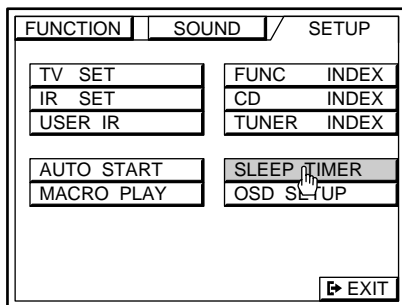 FUNCTION SOUND SETUP
TV SET FUNC INDEX
IR SET CD INDEX
USER IR TUNER INDEX
AUTO START SLEEP TIMER
MACRO PLAY OSD SETUP
EXIT